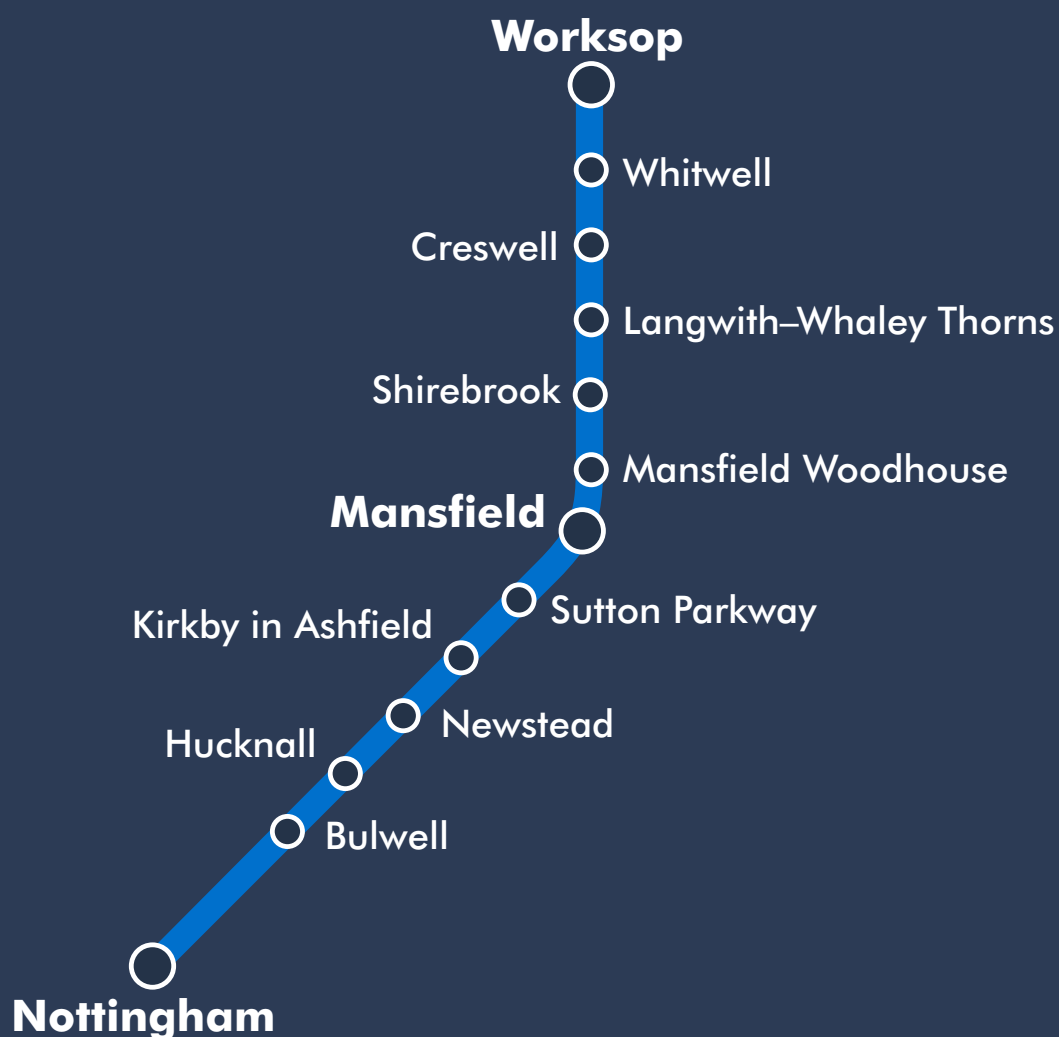 Worksop
Whitwell
Creswell
Langwith–Whaley Thorns
Shirebrook
Mansfield Woodhouse
Mansfield
Sutton Parkway
Kirkby in Ashfield
Newstead
Hucknall
Bulwell
Nottingham